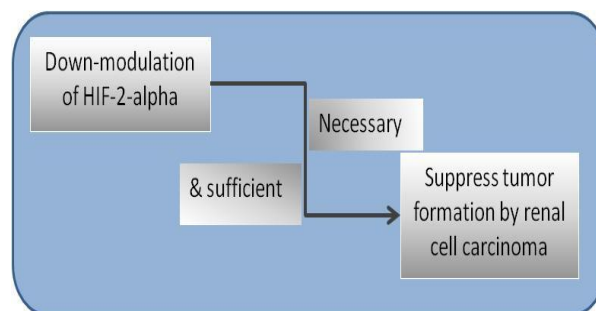 Down-modulation
of HIF-2-alpha
Necessary
& sufficient
Suppress tumor
formation by renal
cell carcinoma